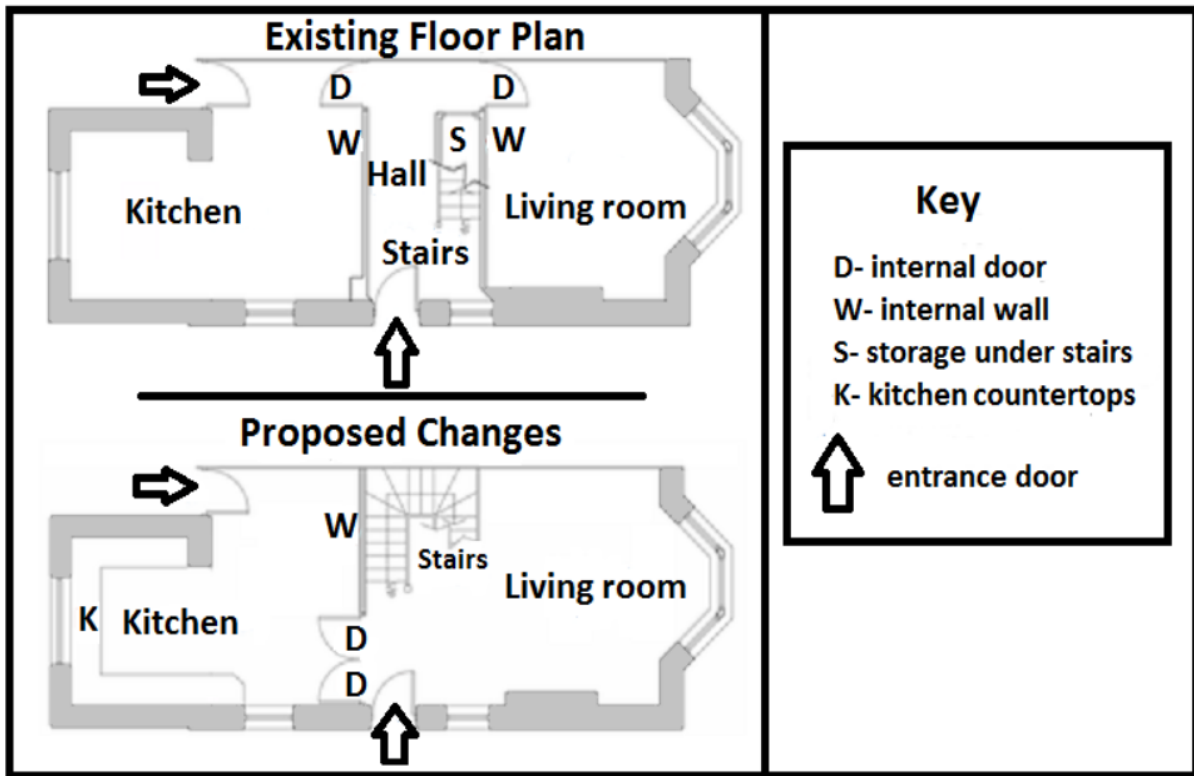 Existing Floor Plan
D
D
W
S
W
Hall
Kitchen
Living room
Stairs
Proposed Changes
W
Stairs
Living room
K
Kitchen
D
D
Key
D- internal door
W- internal wall
S- storage under stairs
K- kitchen countertops
entrance door